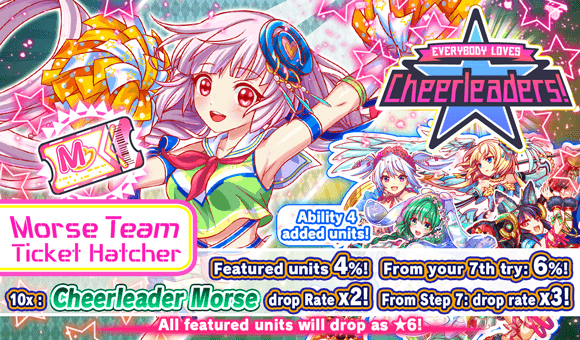 EVERYBODY LOVES
Cheerleaders!
M
Morse Team
Ticket Hatcher
Ability 4
added units!
Featured units 4%!
From your 7th try: 6%!
10x: Cheerleader Morse drop Rate x2!
From Step 7: drop rate x3!
All featured units will drop as ★6!